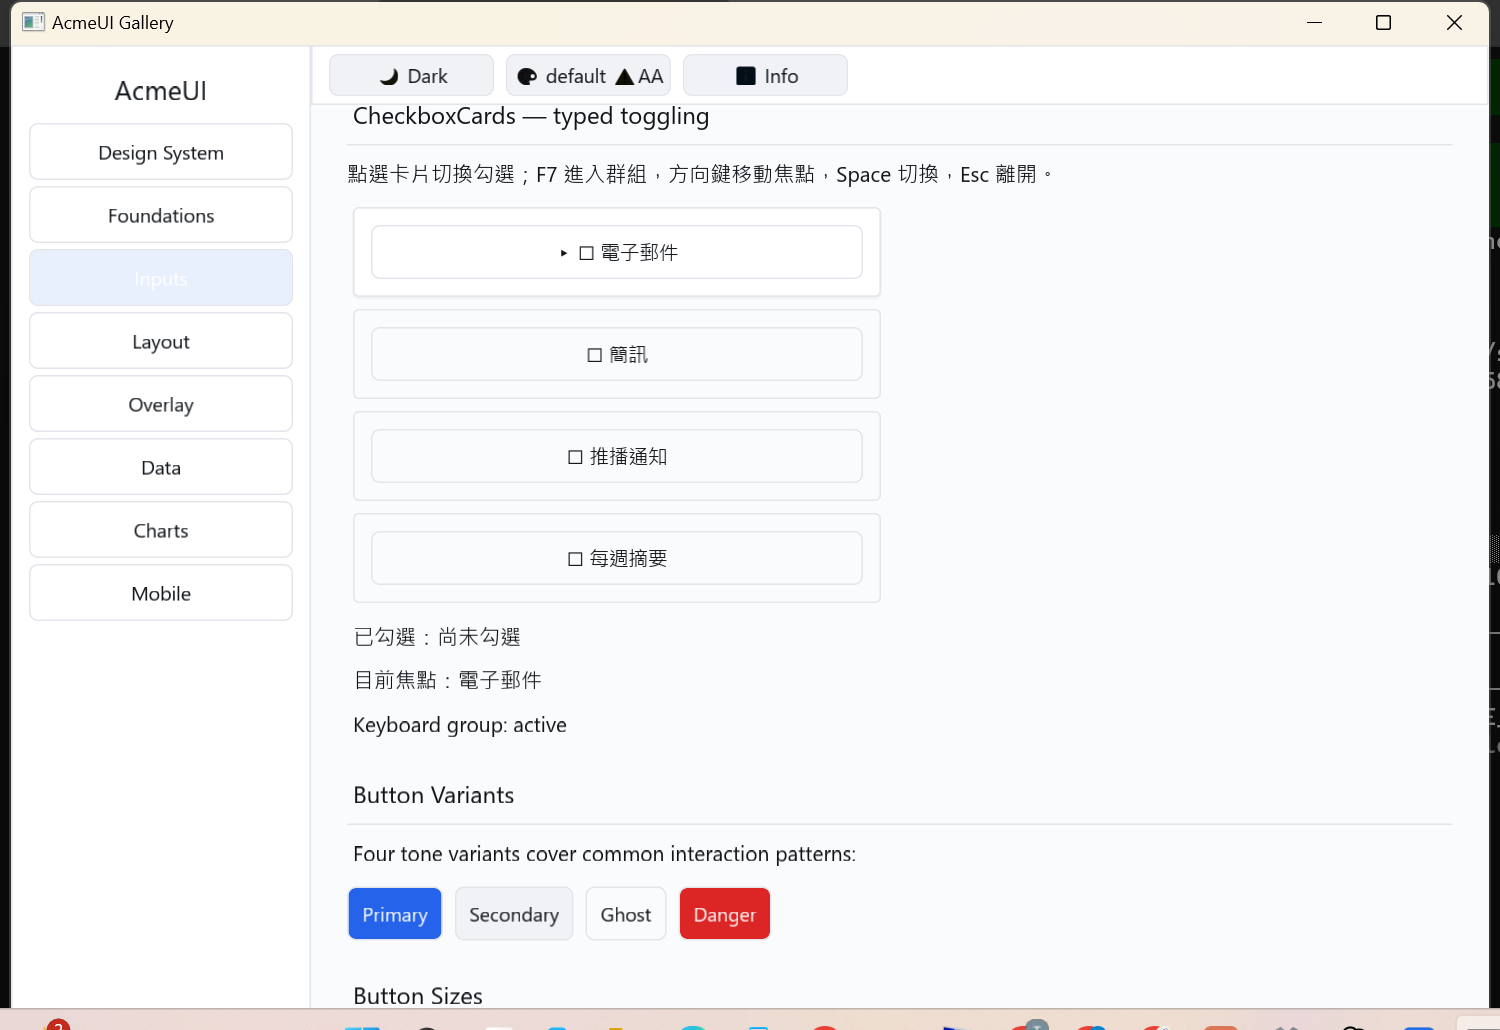 AcmeUI Gallery
AcmeUI
Design System
Foundations
Inputs
Layout
Overlay
Data
Charts
Mobile
Dark
default ▲AA
Info
CheckboxCards — typed toggling
點選卡片切換勾選；F7 進入群組，方向鍵移動焦點，Space 切換，Esc 離開。
▸ ☐ 電子郵件
☐ 簡訊
☐ 推播通知
☐ 每週摘要
已勾選：尚未勾選
目前焦點：電子郵件
Keyboard group: active
Button Variants
Four tone variants cover common interaction patterns:
Primary
Secondary
Ghost
Danger
Button Sizes
2